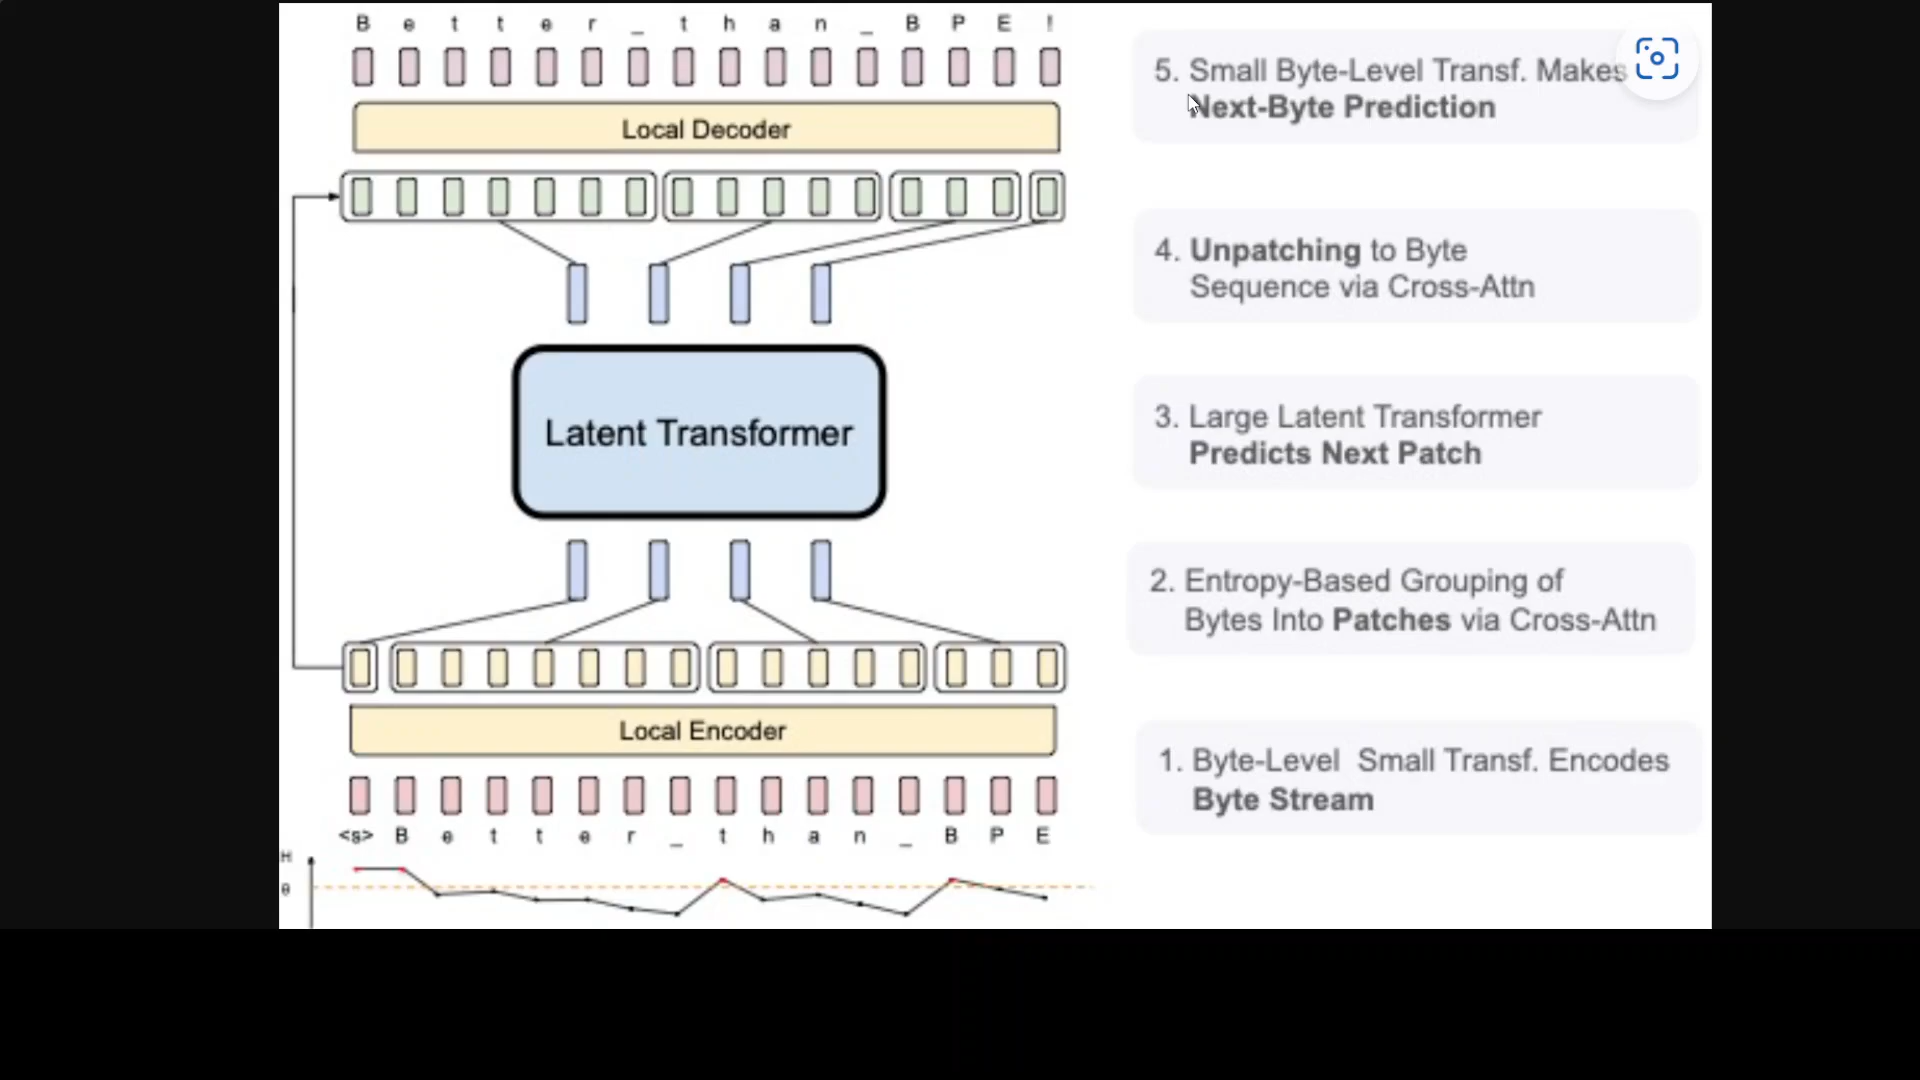 B e t t e r _ t h a n _ B P E !
Local Decoder
Latent Transformer
Local Encoder
<s> B e t t e r _ t h a n _ B P E
H
θ
5. Small Byte-Level Transf. Makes
Next-Byte Prediction
4. Unpatching to Byte
Sequence via Cross-Attn
3. Large Latent Transformer
Predicts Next Patch
2. Entropy-Based Grouping of
Bytes Into Patches via Cross-Attn
1. Byte-Level Small Transf. Encodes
Byte Stream